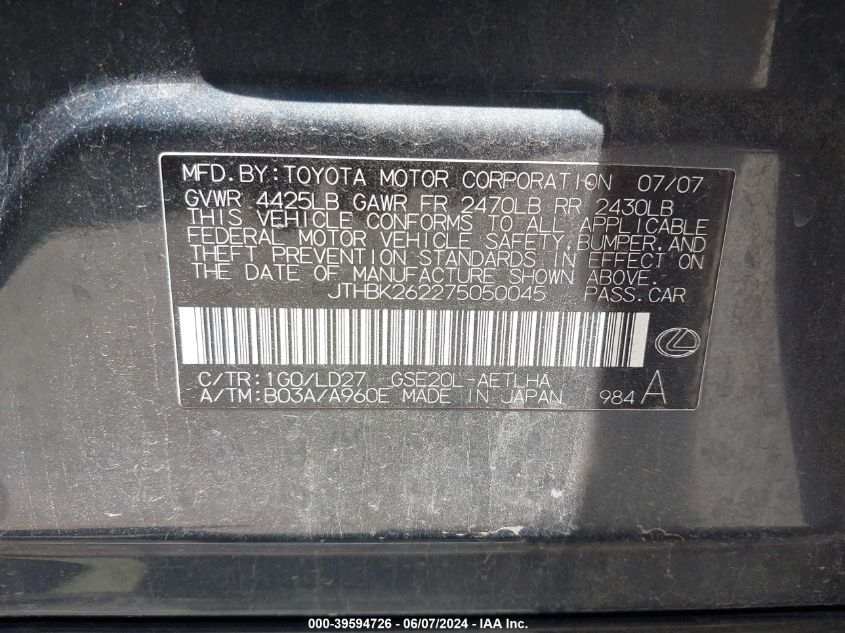 MFD.BY:TOYOTA MOTOR CORPORATION 07/07
GVWR 4425LB GAWR FR 2470LB RR 2430LB
THIS VEHICLE CONFORMS TO ALL APPLICABLE
FEDERAL MOTOR VEHICLE SAFETY,BUMPER,AND
THEFT PREVENTION STANDARDS IN EFFECT ON
THE DATE OF MANUFACTURE SHOWN ABOVE.
JTHBK262275050045 PASS.CAR
C/TR:1G0/LD27 GSE20L-AETLHA
A/TM:B03A/A960E MADE IN JAPAN 984 A
000-39594726 - 06/07/2024 - IAA Inc.